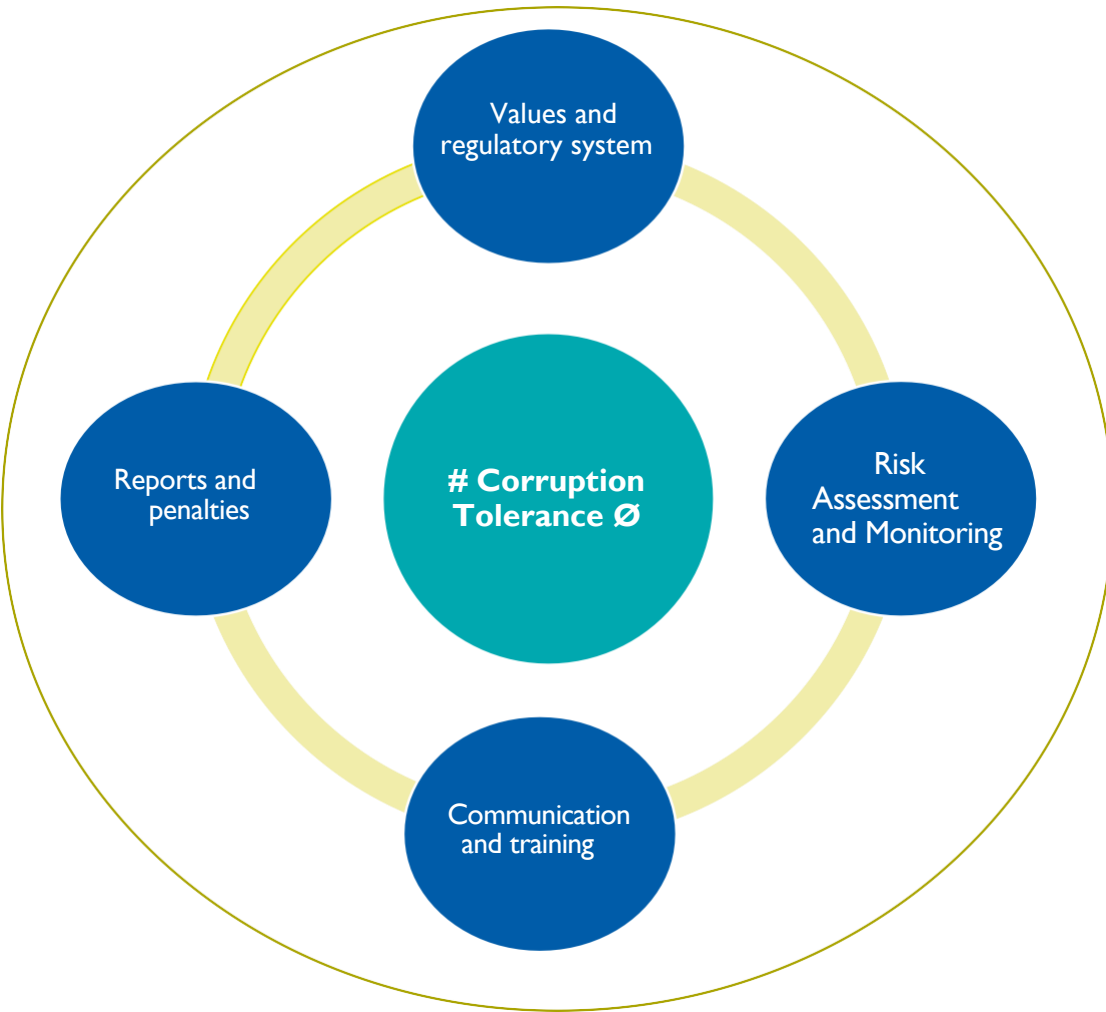 Values and
regulatory system
Reports and
penalties
# Corruption
Tolerance Ø
Risk
Assessment
and Monitoring
Communication
and training